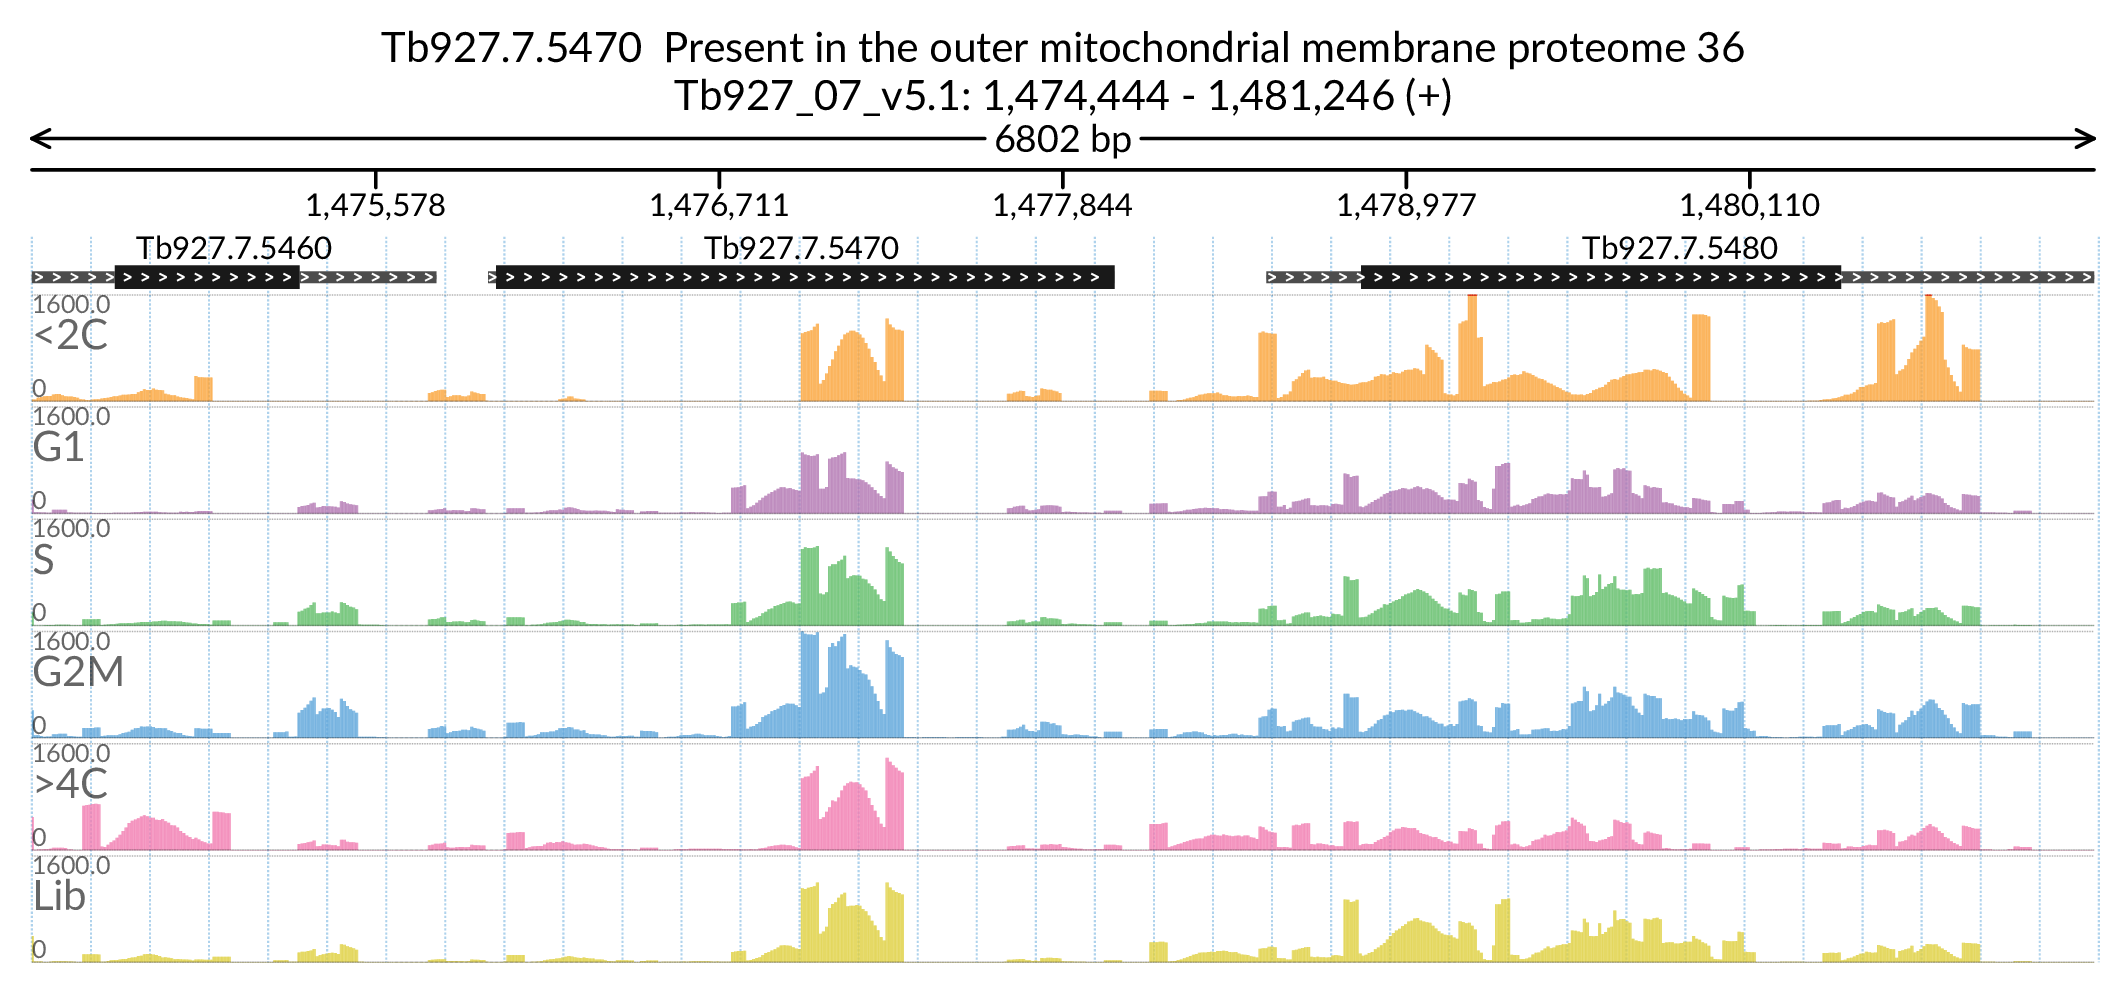 Tb927.7.5470  Present in the outer mitochondrial membrane proteome 36
Tb927_07_v5.1: 1,474,444 - 1,481,246 (+)
6802 bp
1,475,578 1,476,711 1,477,844 1,478,977 1,480,110
Tb927.7.5460 Tb927.7.5470 Tb927.7.5480
1600.0
<2C
0
1600.0
G1
0
1600.0
S
0
1600.0
G2M
0
1600.0
>4C
0
1600.0
Lib
0